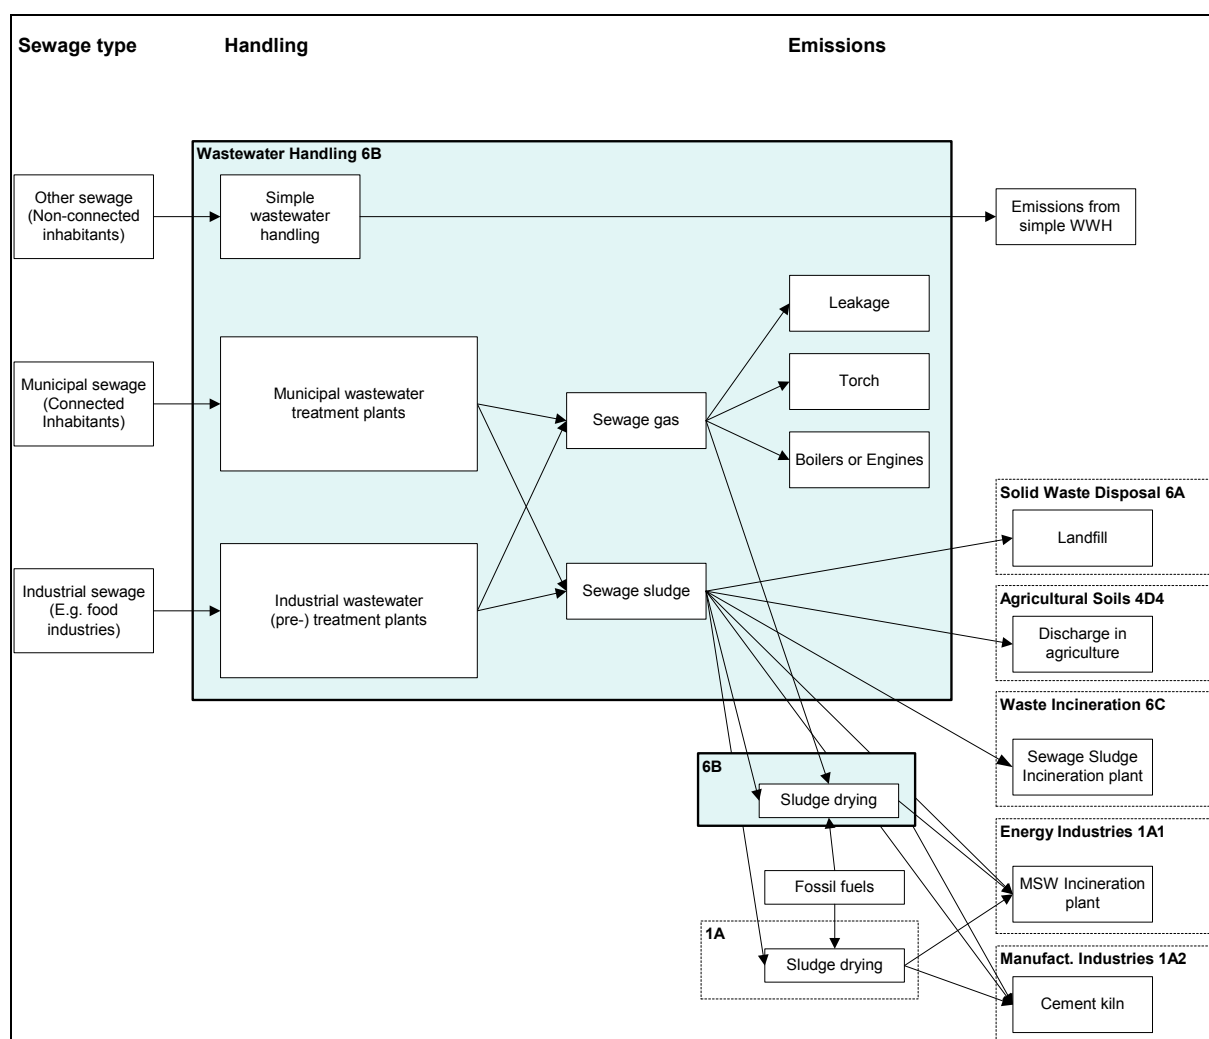 Sewage type
Handling
Emissions
Wastewater Handling 6B
Other sewage
(Non-connected
inhabitants)
Simple
wastewater
handling
Emissions from
simple WWH
Leakage
Municipal sewage
(Connected
Inhabitants)
Municipal wastewater
treatment plants
Sewage gas
Torch
Boilers or Engines
Solid Waste Disposal 6A
Landfill
Industrial sewage
(E.g. food
industries)
Industrial wastewater
(pre-) treatment plants
Sewage sludge
Agricultural Soils 4D4
Discharge in
agriculture
Waste Incineration 6C
Sewage Sludge
Incineration plant
6B
Sludge drying
Energy Industries 1A1
MSW Incineration
plant
Fossil fuels
1A
Sludge drying
Manufact. Industries 1A2
Cement kiln